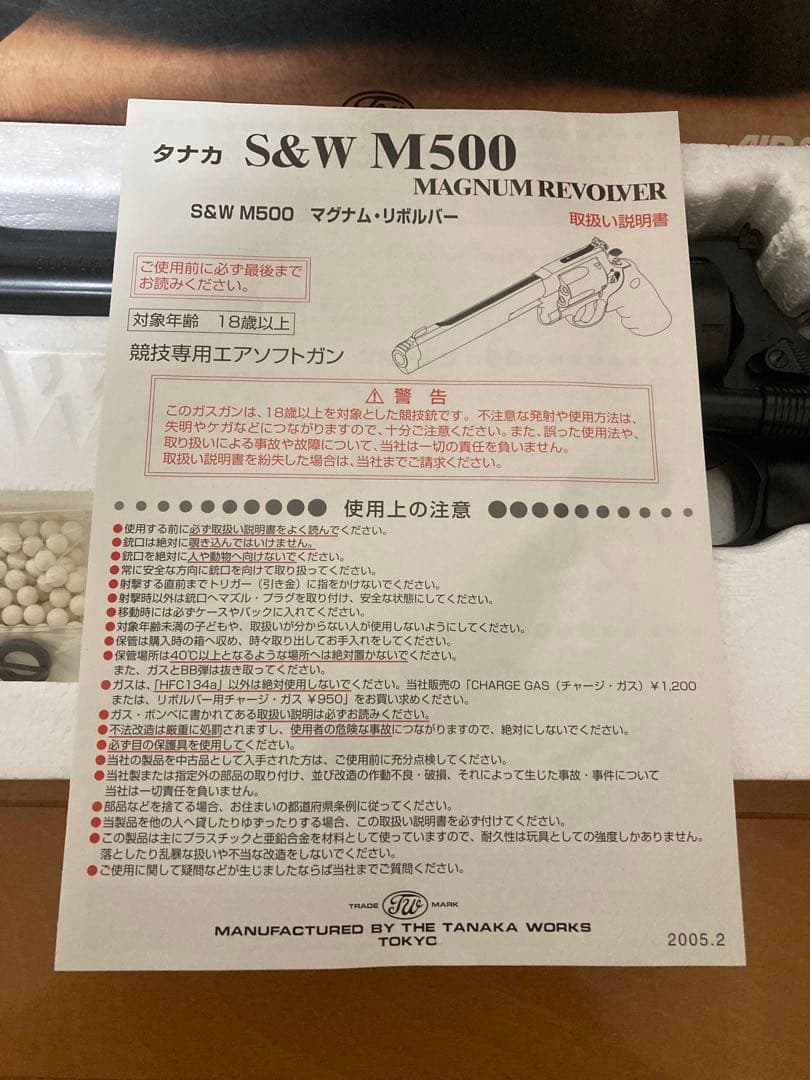 タナカ S&W M500
MAGNUM REVOLVER
S&W M500 マグナム・リボルバー
取扱い説明書
ご使用前に必ず最後まで
お読みください。
対象年齢 18歳以上
競技専用エアソフトガン
⚠ 警告
このガスガンは、18歳以上を対象とした競技銃です。不注意な発射や使用方法は、
失明やケガなどにつながりますので、十分ご注意ください。また、誤った使用法や、
取り扱いによる事故や故障について、当社は一切の責任を負いません。
取扱い説明書を紛失した場合は、当社までご請求ください。
使用上の注意
●使用する前に必ず取扱い説明書をよく読んでください。
●銃口は絶対に覗き込んではいけません。
●銃口を絶対に人や動物へ向けないでください。
●常に安全な方向に銃口を向けて取り扱ってください。
●射撃する直前までトリガー（引き金）に指をかけないでください。
●射撃時以外は銃口へマズル・プラグを取り付け、安全な状態にしてください。
●移動時には必ずケースやバックに入れてください。
●対象年齢未満の子どもや、取扱いが分からない人が使用しないようにしてください。
●保管は購入時の箱へ収め、時々取り出してお手入れをしてください。
●保管場所は40℃以上となるような場所へは絶対置かないでください。
また、ガスとBB弾は抜き取ってください。
●ガスは、「HFC134a」以外は絶対使用しないでください。当社販売の「CHARGE GAS（チャージ・ガス）￥1,200
または、リボルバー用チャージ・ガス ￥950」をお買い求めください。
●ガス・ボンベに書かれてある取扱い説明は必ずお読みください。
●不法改造は厳重に処罰されますし、使用者の危険な事故につながりますので、絶対にしないでください。
●必ず目の保護具を使用してください。
●当社の製品を中古品として入手された方は、ご使用前に充分点検してください。
●当社製または指定外の部品の取り付け、並び改造の作動不良・破損、それによって生じた事故・事件について
当社は一切責任を負いません。
●部品などを捨てる場合、お住まいの都道府県条例に従ってください。
●当製品を他の人へ貸したりゆずったりする場合、この取扱い説明書を必ず付けてください。
●この製品は主にプラスチックと亜鉛合金を材料として使っていますので、耐久性は玩具としての強度しかありません。
落としたり乱暴な扱いや不当な改造をしないでください。
●ご使用に関して疑問などが生じましたならば当社までご質問ください。
TRADE TW MARK
MANUFACTURED BY THE TANAKA WORKS
TOKYO
2005.2